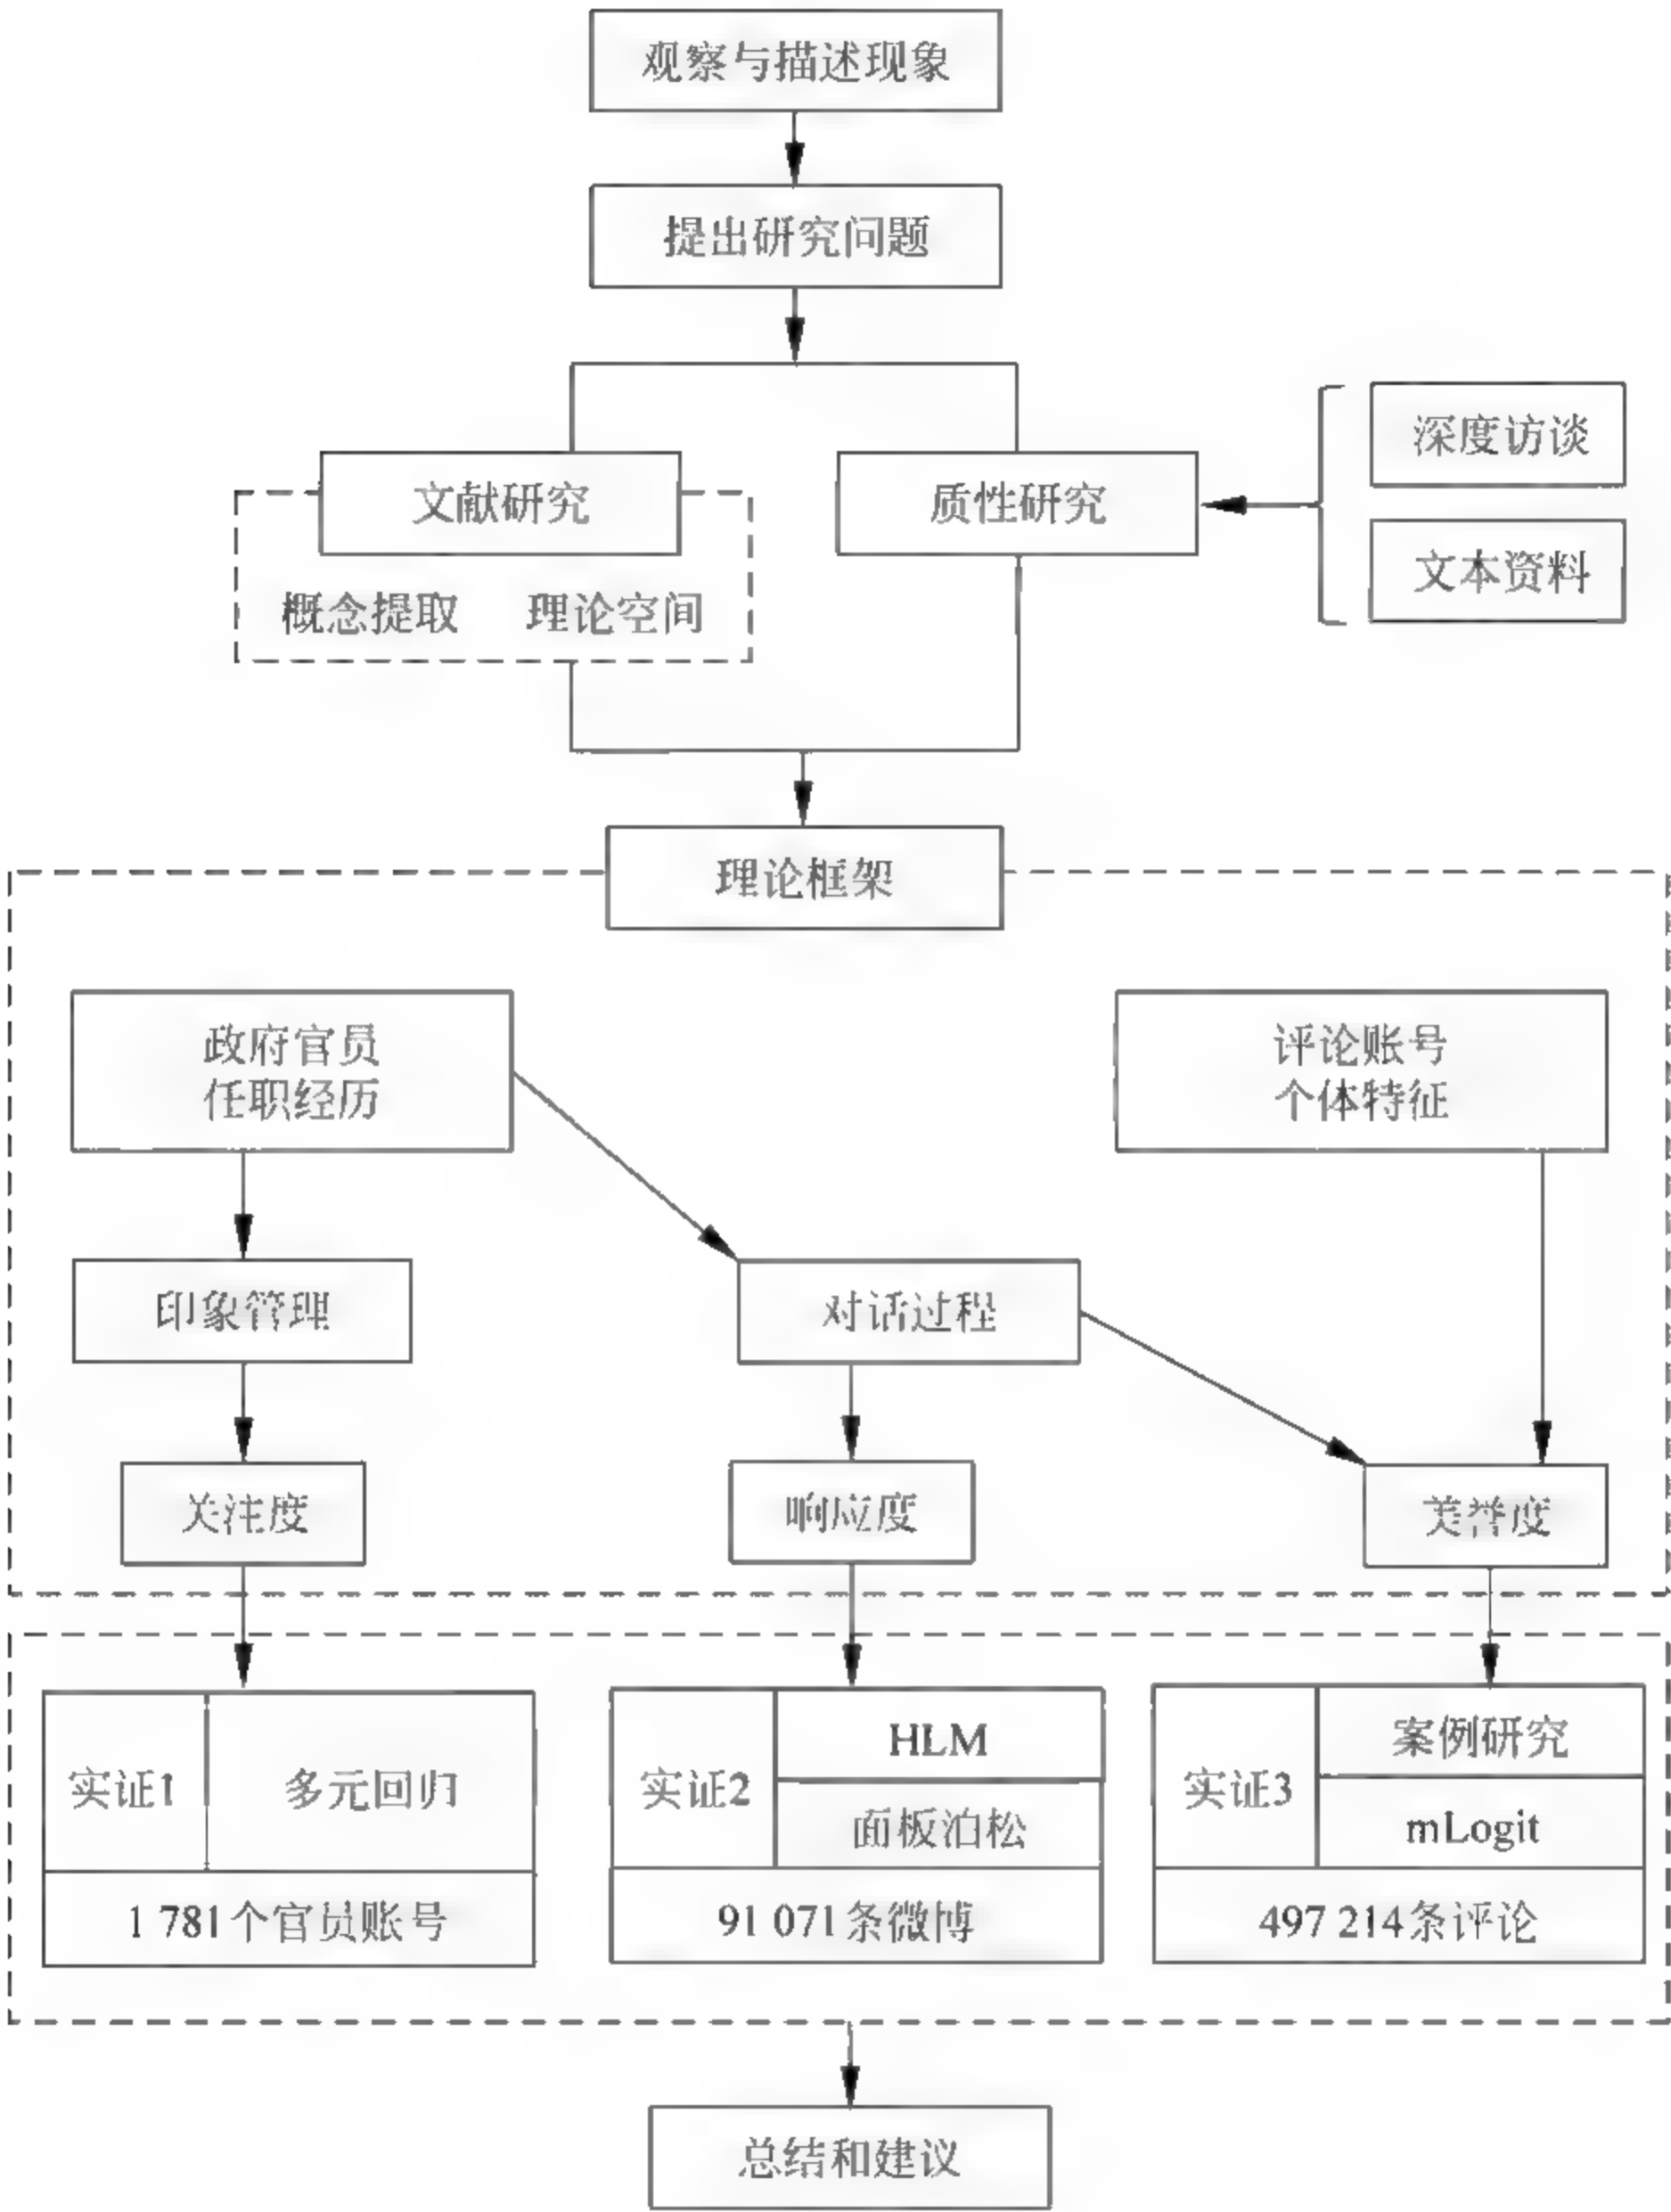 观察与描述现象
提出研究问题
深度访谈
文献研究
质性研究
文本资料
概念提取 理论空间
理论框架
政府官员
任职经历
评论账号
个体特征
印象管理
对话过程
关注度
响应度
美誉度
实证1
多元回归
1 781个官员账号
实证2
HLM
面板泊松
91 071条微博
实证3
案例研究
mLogit
497 214条评论
总结和建议